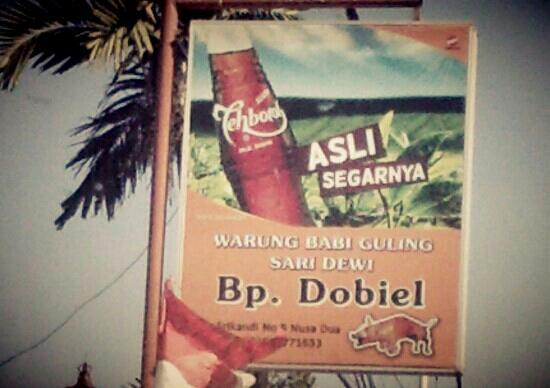 Tehbotol
ASLI
SEGARNYA
WARUNG BABI GULING
SARI DEWI
Bp. Dobiel
Srikandi No 9 Nusa Dua